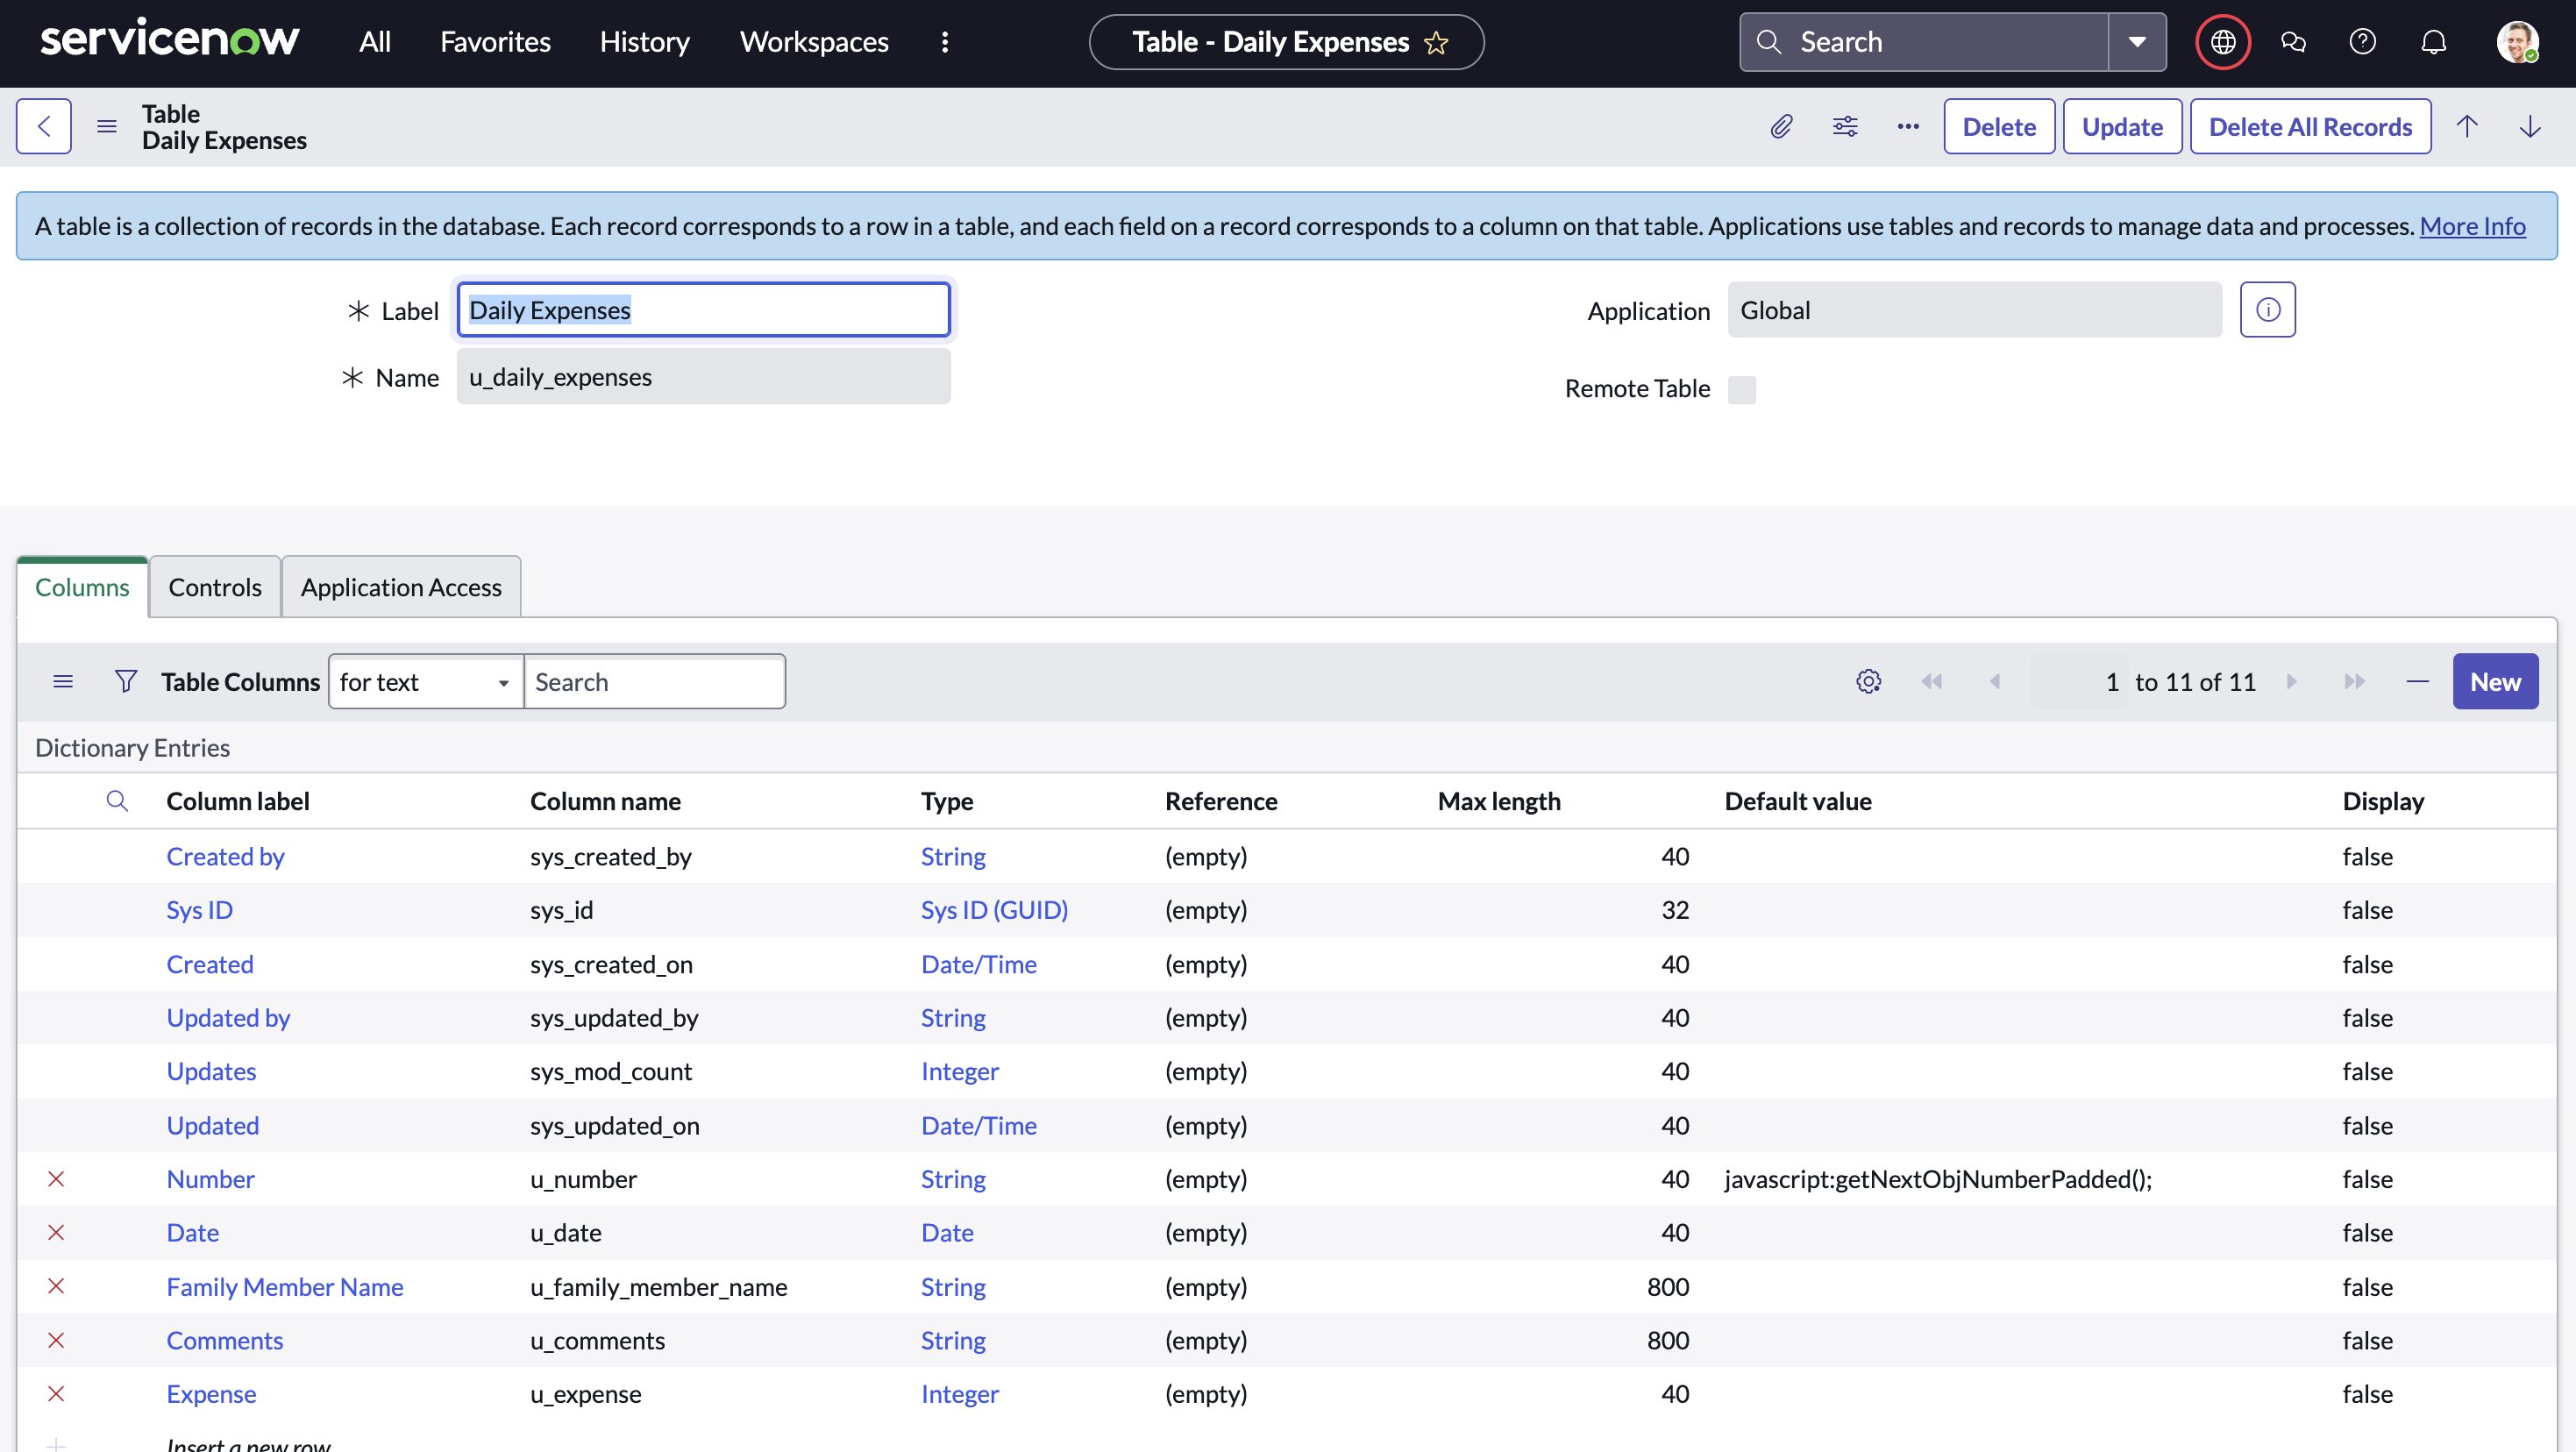 servicenow All Favorites History Workspaces Table - Daily Expenses Search
Table
Daily Expenses
Delete Update Delete All Records
A table is a collection of records in the database. Each record corresponds to a row in a table, and each field on a record corresponds to a column on that table. Applications use tables and records to manage data and processes. More Info
Label Daily Expenses Application Global
Name u_daily_expenses Remote Table
Columns Controls Application Access
Table Columns for text Search 1 to 11 of 11 New
Dictionary Entries
Column label Column name Type Reference Max length Default value Display
Created by sys_created_by String (empty) 40 false
Sys ID sys_id Sys ID (GUID) (empty) 32 false
Created sys_created_on Date/Time (empty) 40 false
Updated by sys_updated_by String (empty) 40 false
Updates sys_mod_count Integer (empty) 40 false
Updated sys_updated_on Date/Time (empty) 40 false
Number u_number String (empty) 40 javascript:getNextObjNumberPadded(); false
Date u_date Date (empty) 40 false
Family Member Name u_family_member_name String (empty) 800 false
Comments u_comments String (empty) 800 false
Expense u_expense Integer (empty) 40 false
Insert a new row...